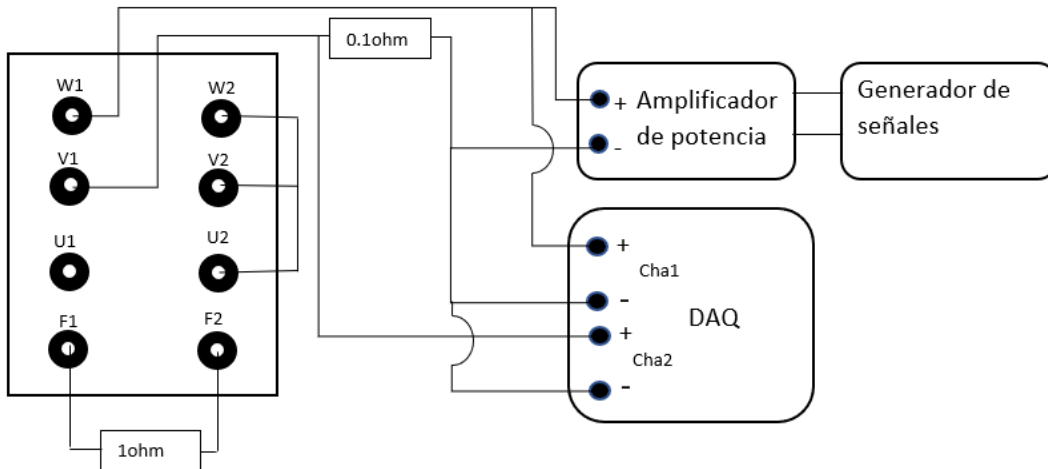 0.1ohm
W1
W2
V1
V2
U1
U2
F1
F2
1ohm
+
-
Amplificador
de potencia
Generador de
señales
+
Cha1
-
+
Cha2
-
DAQ